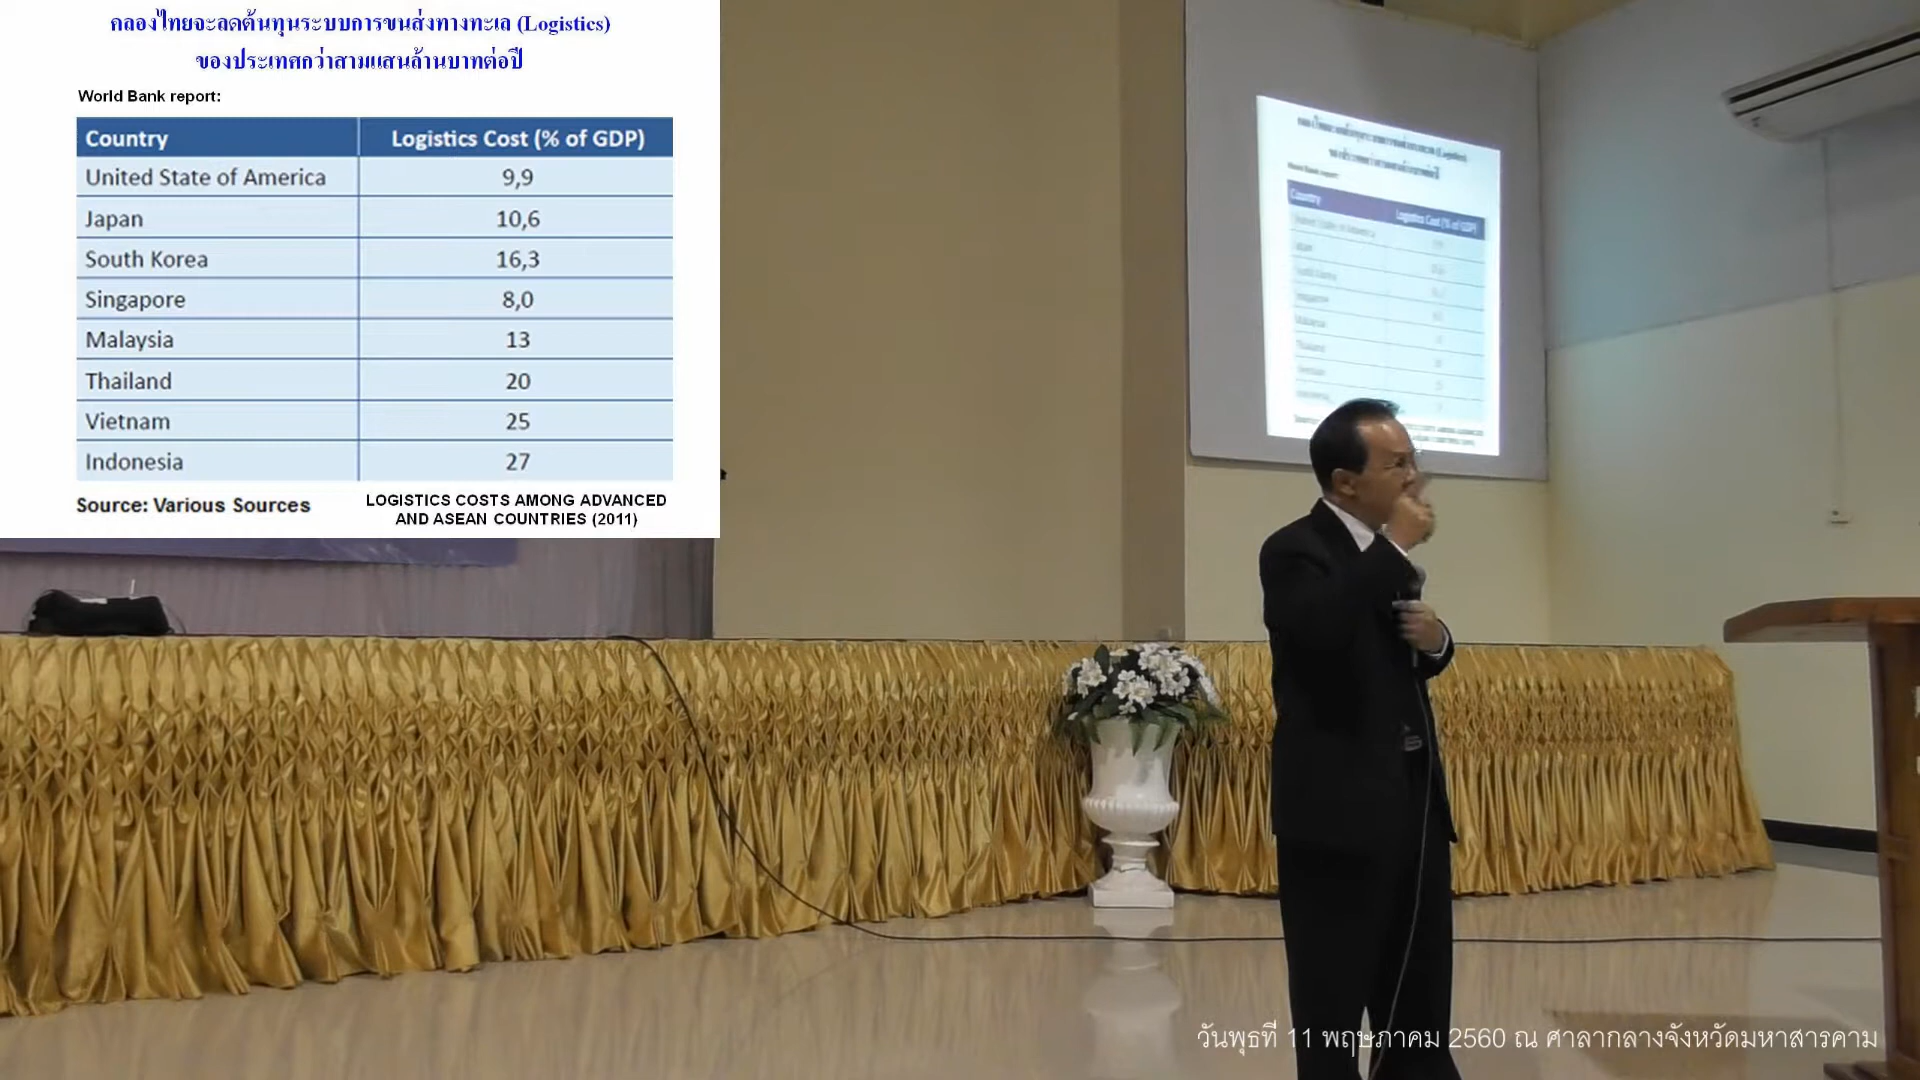 คลองไทยจะลดต้นทุนระบบการขนส่งทางทะเล (Logistics)
ของประเทศกว่าสามแสนล้านบาทต่อปี
World Bank report:
Country Logistics Cost (% of GDP)
United State of America 9,9
Japan 10,6
South Korea 16,3
Singapore 8,0
Malaysia 13
Thailand 20
Vietnam 25
Indonesia 27
Source: Various Sources
LOGISTICS COSTS AMONG ADVANCED
AND ASEAN COUNTRIES (2011)
Country Logistics Cost (% of GDP)
วันพุธที่ 11 พฤษภาคม 2560 ณ ศาลากลางจังหวัดมหาสารคาม